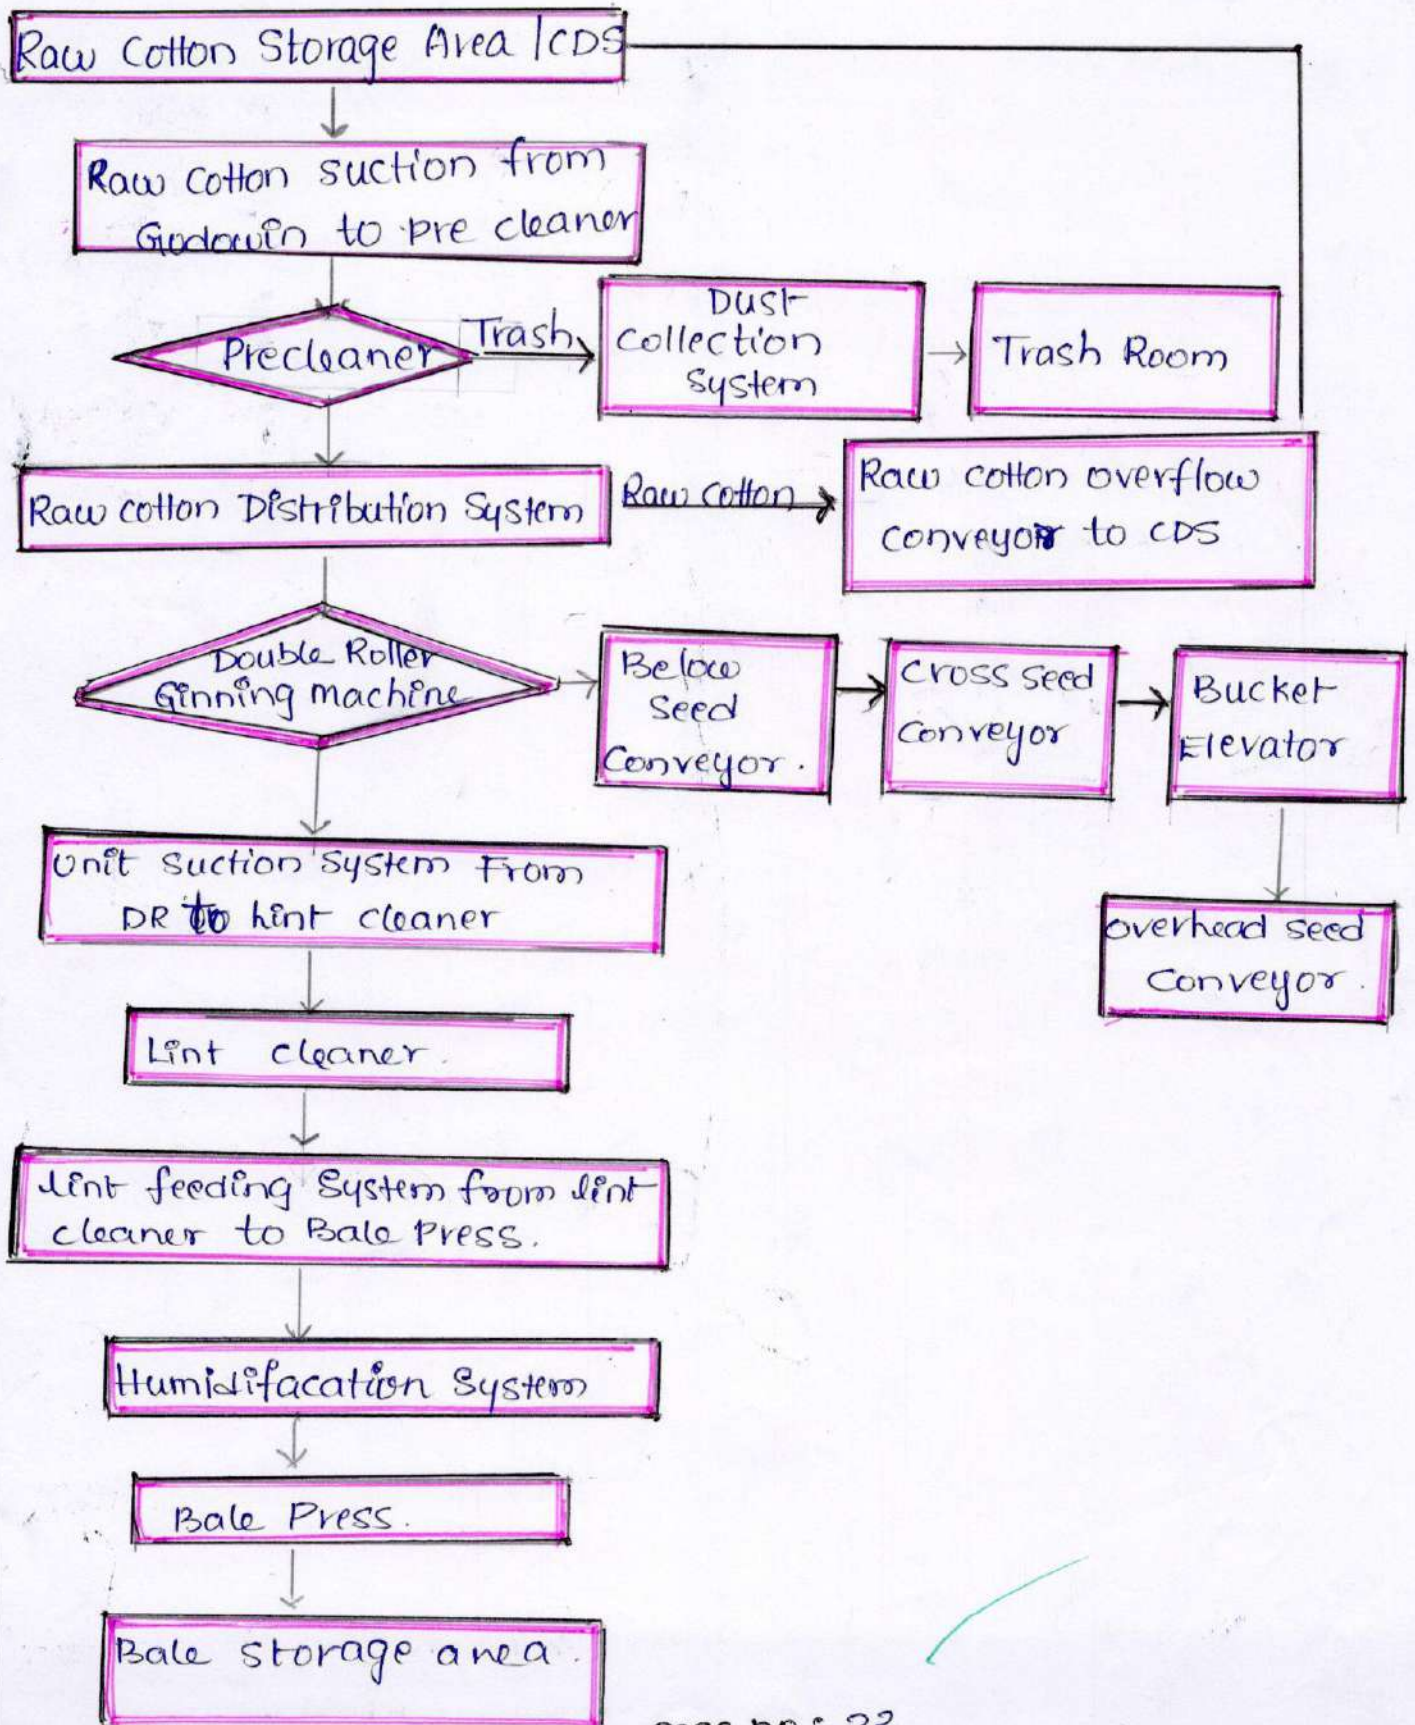 Raw Cotton Storage Area /CDS
Raw Cotton suction from
Godowin to pre cleaner
Precleaner
Trash
Dust
Collection
System
Trash Room
Raw cotton Distribution System
Raw cotton
Raw cotton overflow
conveyor to CDS
Double Roller
Ginning machine
Below
Seed
Conveyor.
Cross seed
Conveyor
Bucket
Elevator
overhead seed
Conveyor.
Unit Suction System From
DR to lint cleaner
Lint cleaner.
lint feeding System from lint
cleaner to Bale Press.
Humidifacation System
Bale Press.
Bale storage area.